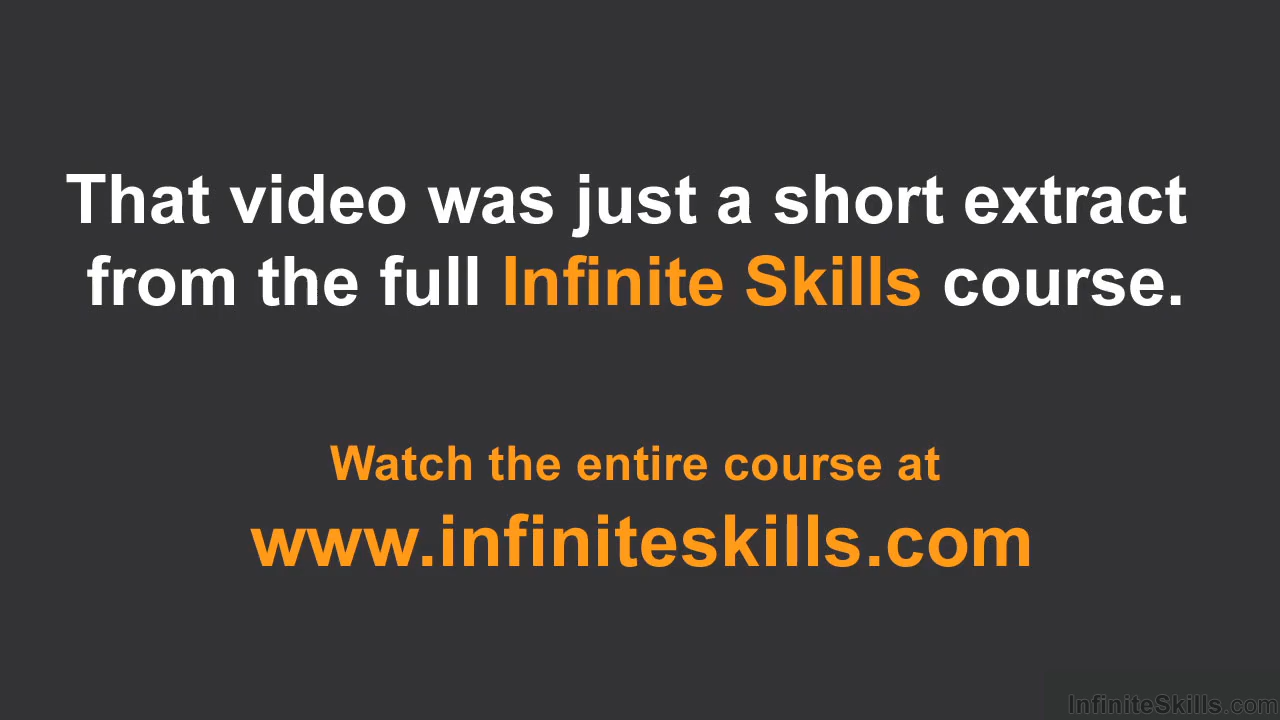 That video was just a short extract
from the full Infinite Skills course.
Watch the entire course at
www.infiniteskills.com
InfiniteSkills.com